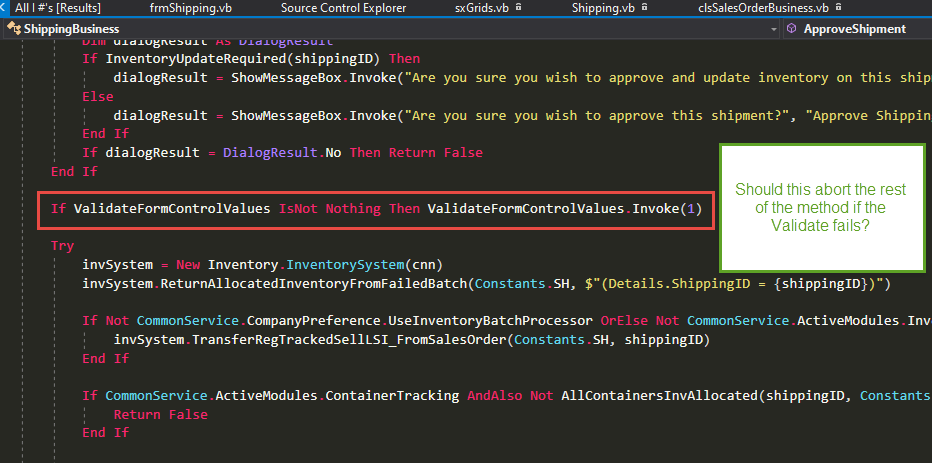 All I #'s [Results] frmShipping.vb Source Control Explorer sxGrids.vb Shipping.vb clsSalesOrderBusiness.vb
ShippingBusiness ApproveShipment
Dim dialogResult As DialogResult
If InventoryUpdateRequired(shippingID) Then
dialogResult = ShowMessageBox.Invoke("Are you sure you wish to approve and update inventory on this ship
Else
dialogResult = ShowMessageBox.Invoke("Are you sure you wish to approve this shipment?", "Approve Shipping
End If
If dialogResult = DialogResult.No Then Return False
End If
If ValidateFormControlValues IsNot Nothing Then ValidateFormControlValues.Invoke(1)
Should this abort the rest
of the method if the
Validate fails?
Try
invSystem = New Inventory.InventorySystem(cnn)
invSystem.ReturnAllocatedInventoryFromFailedBatch(Constants.SH, $"(Details.ShippingID = {shippingID})")
If Not CommonService.CompanyPreference.UseInventoryBatchProcessor OrElse Not CommonService.ActiveModules.Inv
invSystem.TransferRegTrackedSellLSI_FromSalesOrder(Constants.SH, shippingID)
End If
If CommonService.ActiveModules.ContainerTracking AndAlso Not AllContainersInvAllocated(shippingID, Constants
Return False
End If